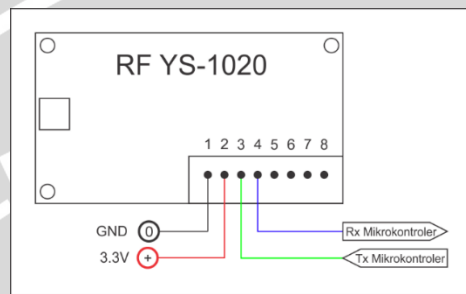 RF YS-1020
1 2 3 4 5 6 7 8
GND 0
3.3V +
Rx Mikrokontroler
Tx Mikrokontroler